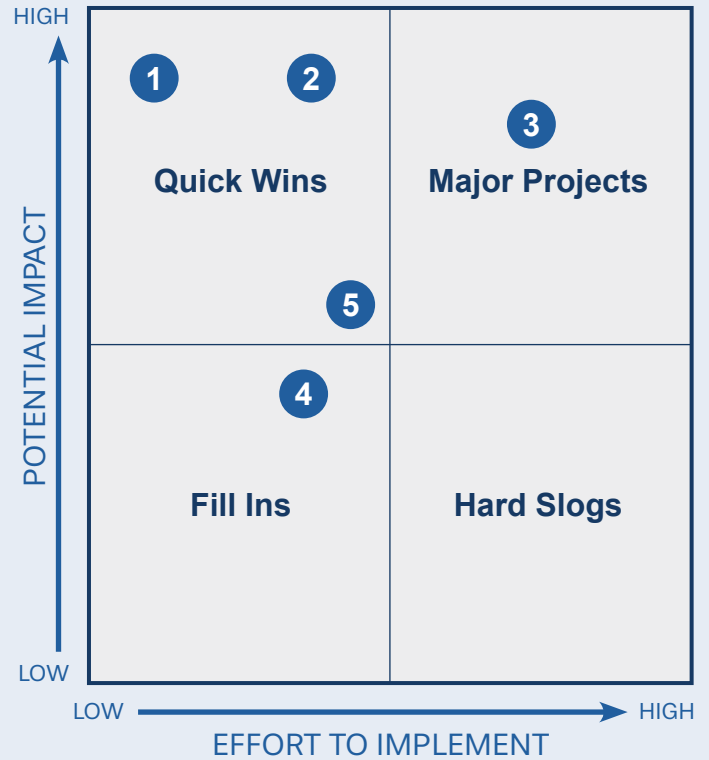 HIGH
1
2
3
Quick Wins
Major Projects
5
POTENTIAL IMPACT
4
Fill Ins
Hard Slogs
LOW
LOW
HIGH
EFFORT TO IMPLEMENT